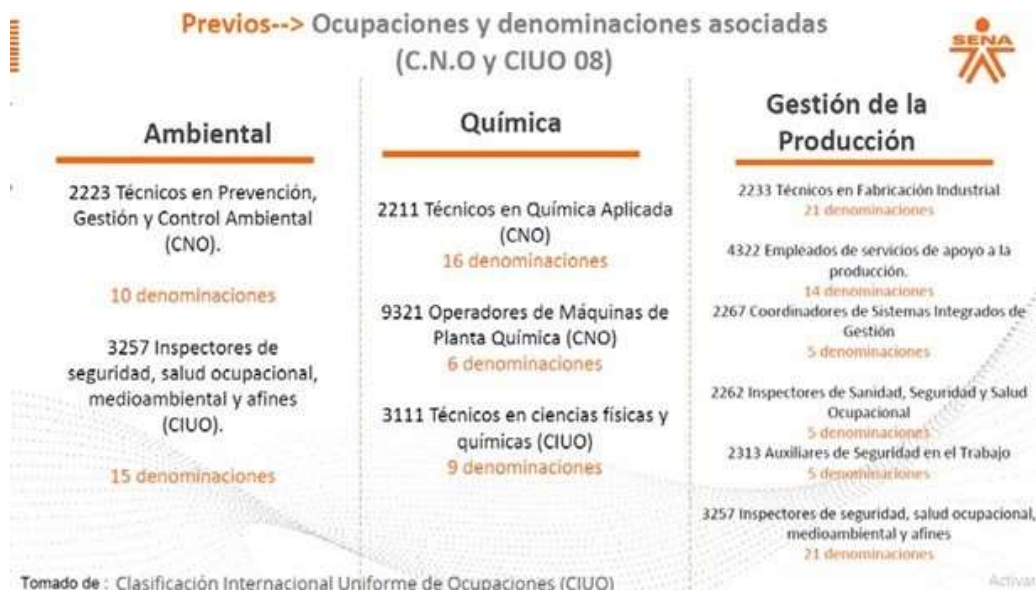 Previos--> Ocupaciones y denominaciones asociadas
(C.N.O y CIUO 08)
SENA
Ambiental
2223 Técnicos en Prevención,
Gestión y Control Ambiental
(CNO).
10 denominaciones
3257 Inspectores de
seguridad, salud ocupacional,
medioambiental y afines
(CIUO).
15 denominaciones
Química
2211 Técnicos en Química Aplicada
(CNO)
16 denominaciones
9321 Operadores de Máquinas de
Planta Química (CNO)
6 denominaciones
3111 Técnicos en ciencias físicas y
químicas (CIUO)
9 denominaciones
Gestión de la
Producción
2233 Técnicos en Fabricación Industrial
21 denominaciones
4322 Empleados de servicios de apoyo a la
producción.
14 denominaciones
2267 Coordinadores de Sistemas Integrados de
Gestión
5 denominaciones
2262 Inspectores de Sanidad, Seguridad y Salud
Ocupacional
5 denominaciones
2313 Auxiliares de Seguridad en el Trabajo
5 denominaciones
3257 Inspectores de seguridad, salud ocupacional,
medioambiental y afines
21 denominaciones
Tomado de : Clasificación Internacional Uniforme de Ocupaciones (CIUO)
Activar